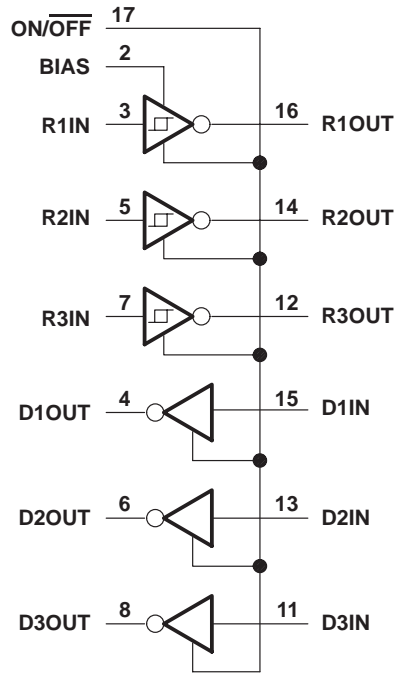 ON/OFF 17
BIAS 2
R1IN 3 16 R1OUT
R2IN 5 14 R2OUT
R3IN 7 12 R3OUT
D1OUT 4 15 D1IN
D2OUT 6 13 D2IN
D3OUT 8 11 D3IN